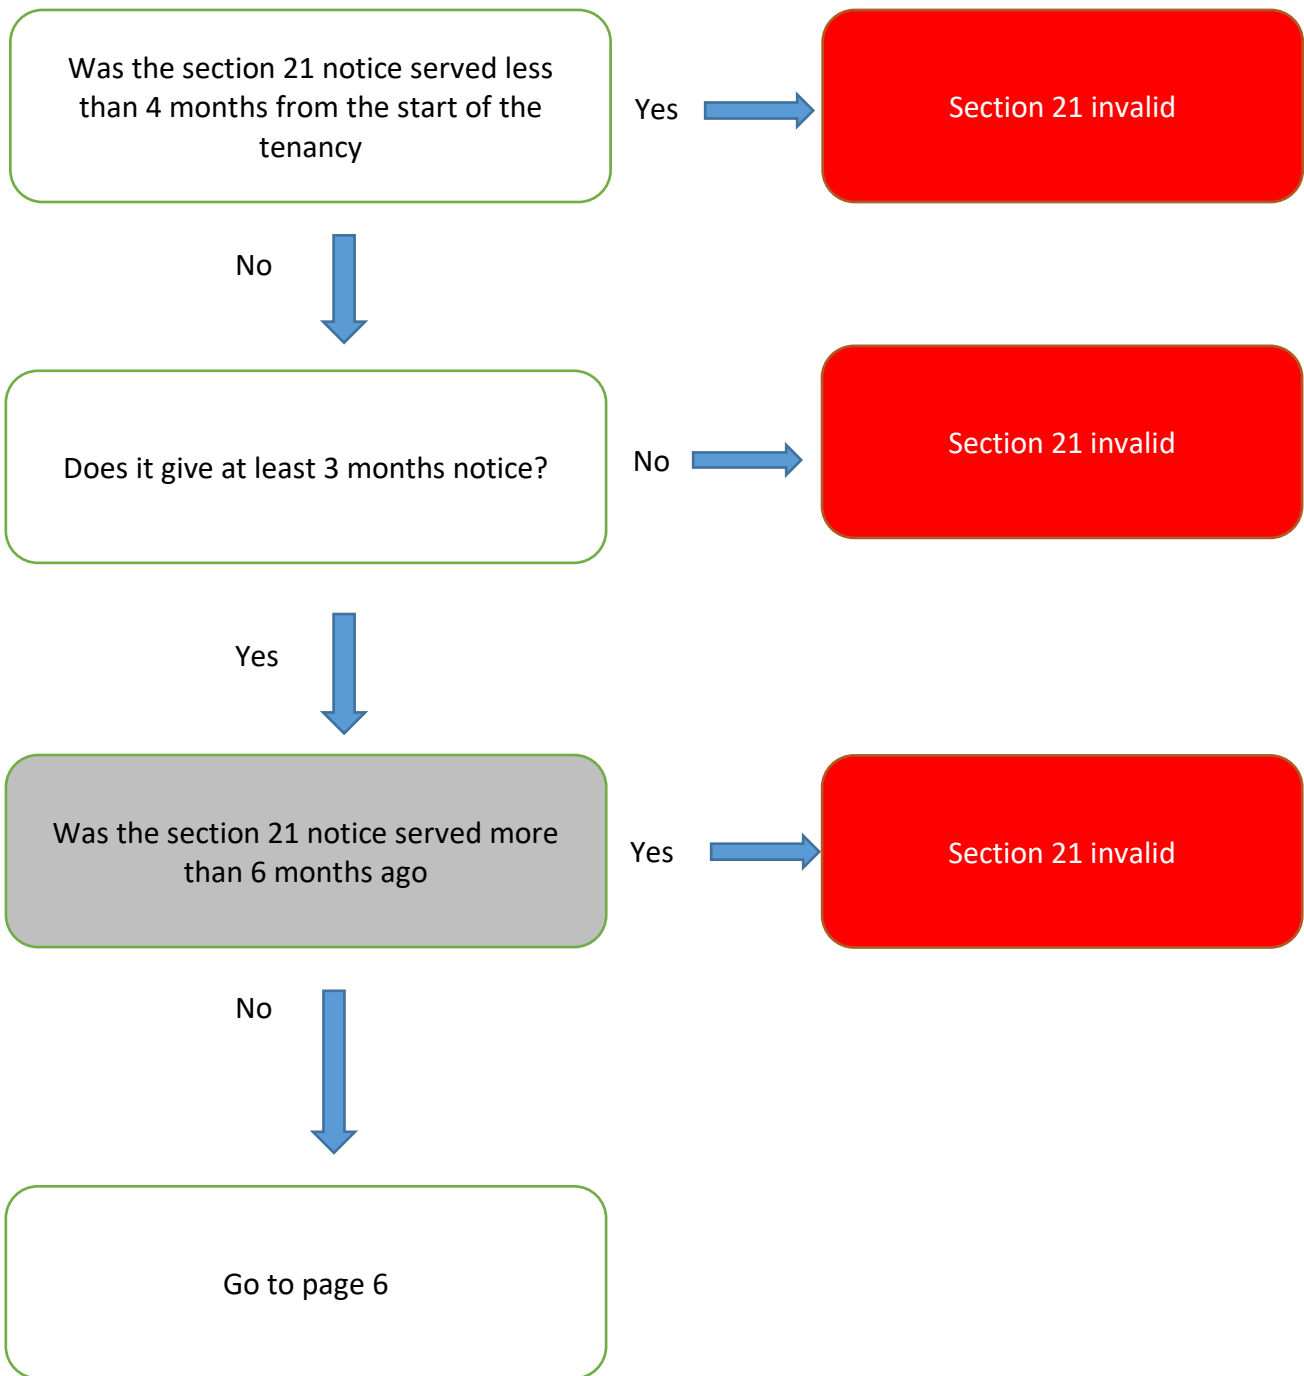 Was the section 21 notice served less
than 4 months from the start of the
tenancy
Yes
Section 21 invalid
No
Does it give at least 3 months notice?
No
Section 21 invalid
Yes
Was the section 21 notice served more
than 6 months ago
Yes
Section 21 invalid
No
Go to page 6